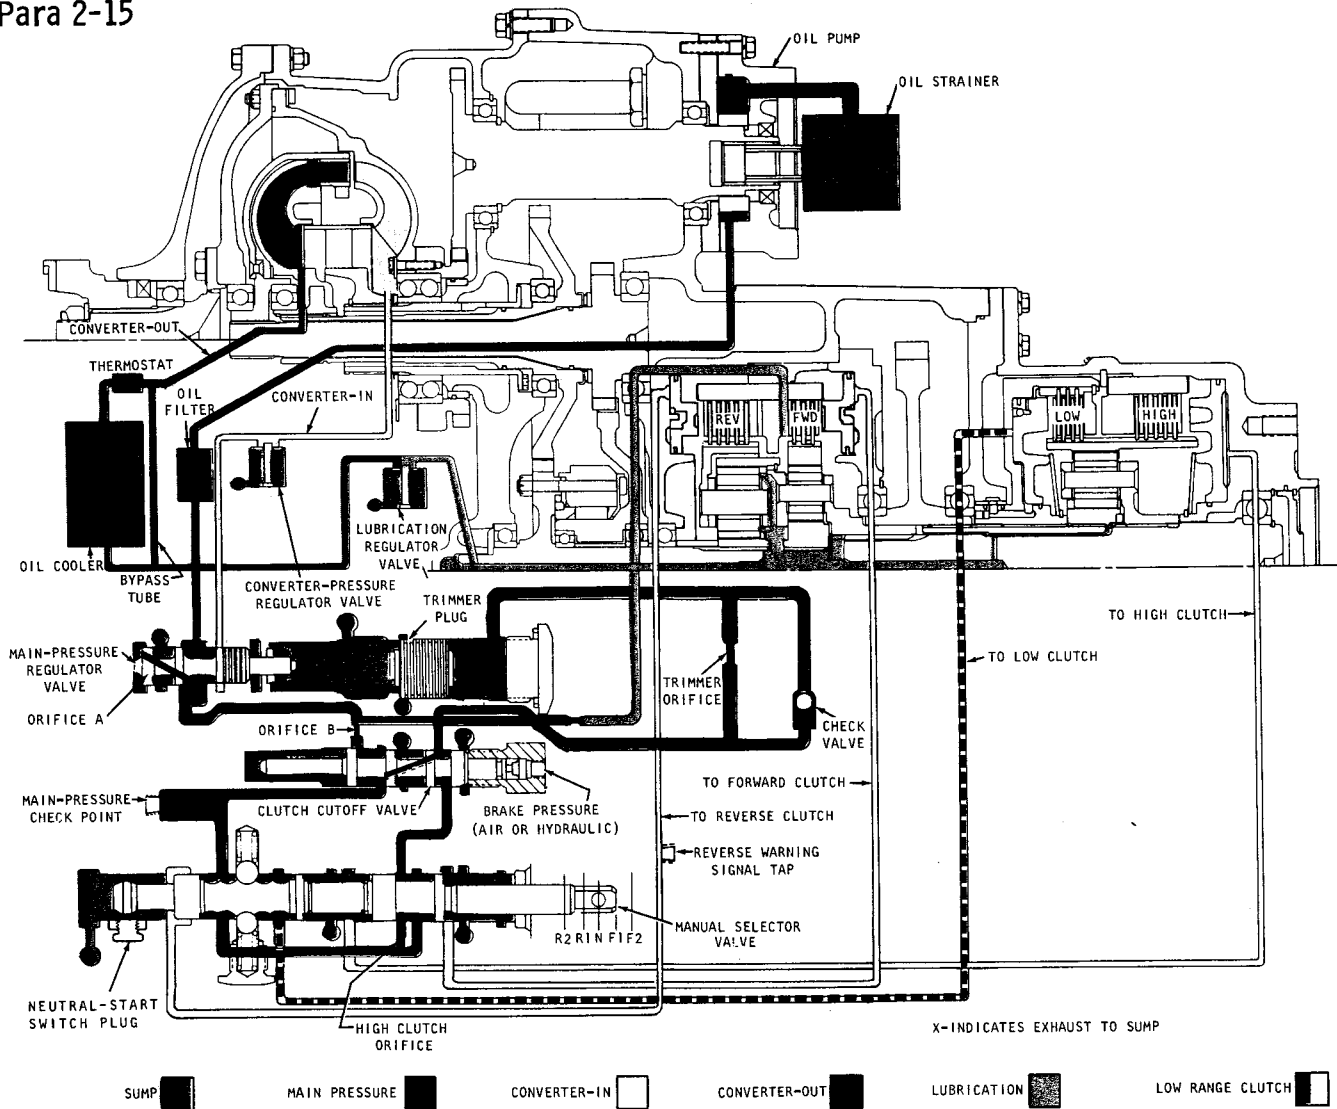 Para 2-15
OIL PUMP
OIL STRAINER
CONVERTER-OUT
THERMOSTAT
OIL
FILTER
CONVERTER-IN
REV
FWD
LOW
HIGH
LUBRICATION
REGULATOR
VALVE
OIL COOLER
BYPASS
TUBE
CONVERTER-PRESSURE
REGULATOR VALVE
TRIMMER
PLUG
TO HIGH CLUTCH
MAIN-PRESSURE
REGULATOR
VALVE
TO LOW CLUTCH
TRIMMER
ORIFICE
ORIFICE A
ORIFICE B
CHECK
VALVE
TO FORWARD CLUTCH
MAIN-PRESSURE
CHECK POINT
CLUTCH CUTOFF VALVE
BRAKE PRESSURE
(AIR OR HYDRAULIC)
TO REVERSE CLUTCH
REVERSE WARNING
SIGNAL TAP
MANUAL SELECTOR
VALVE
R2 R1 N F1 F2
NEUTRAL-START
SWITCH PLUG
HIGH CLUTCH
ORIFICE
X-INDICATES EXHAUST TO SUMP
SUMP
MAIN PRESSURE
CONVERTER-IN
CONVERTER-OUT
LUBRICATION
LOW RANGE CLUTCH